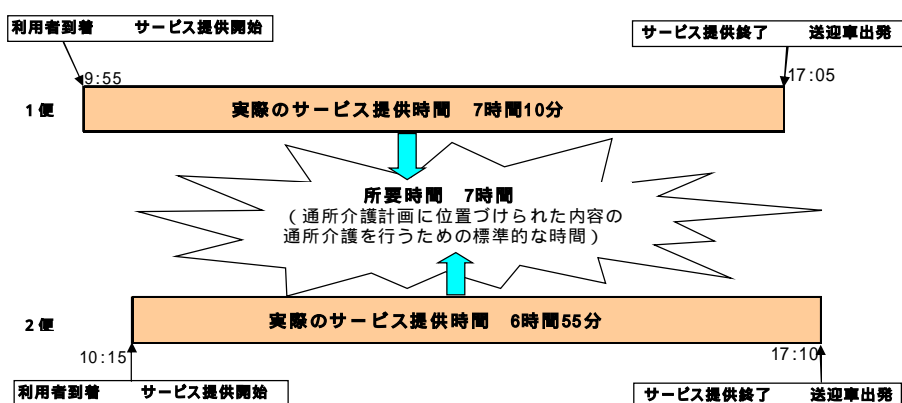 利用者到着　　サービス提供開始
サービス提供終了　　送迎車出発
9:55
17:05
1便
実際のサービス提供時間　7時間10分
所要時間　7時間
（通所介護計画に位置づけられた内容の
通所介護を行うための標準的な時間）
2便
実際のサービス提供時間　6時間55分
10:15
17:10
利用者到着　　サービス提供開始
サービス提供終了　　送迎車出発